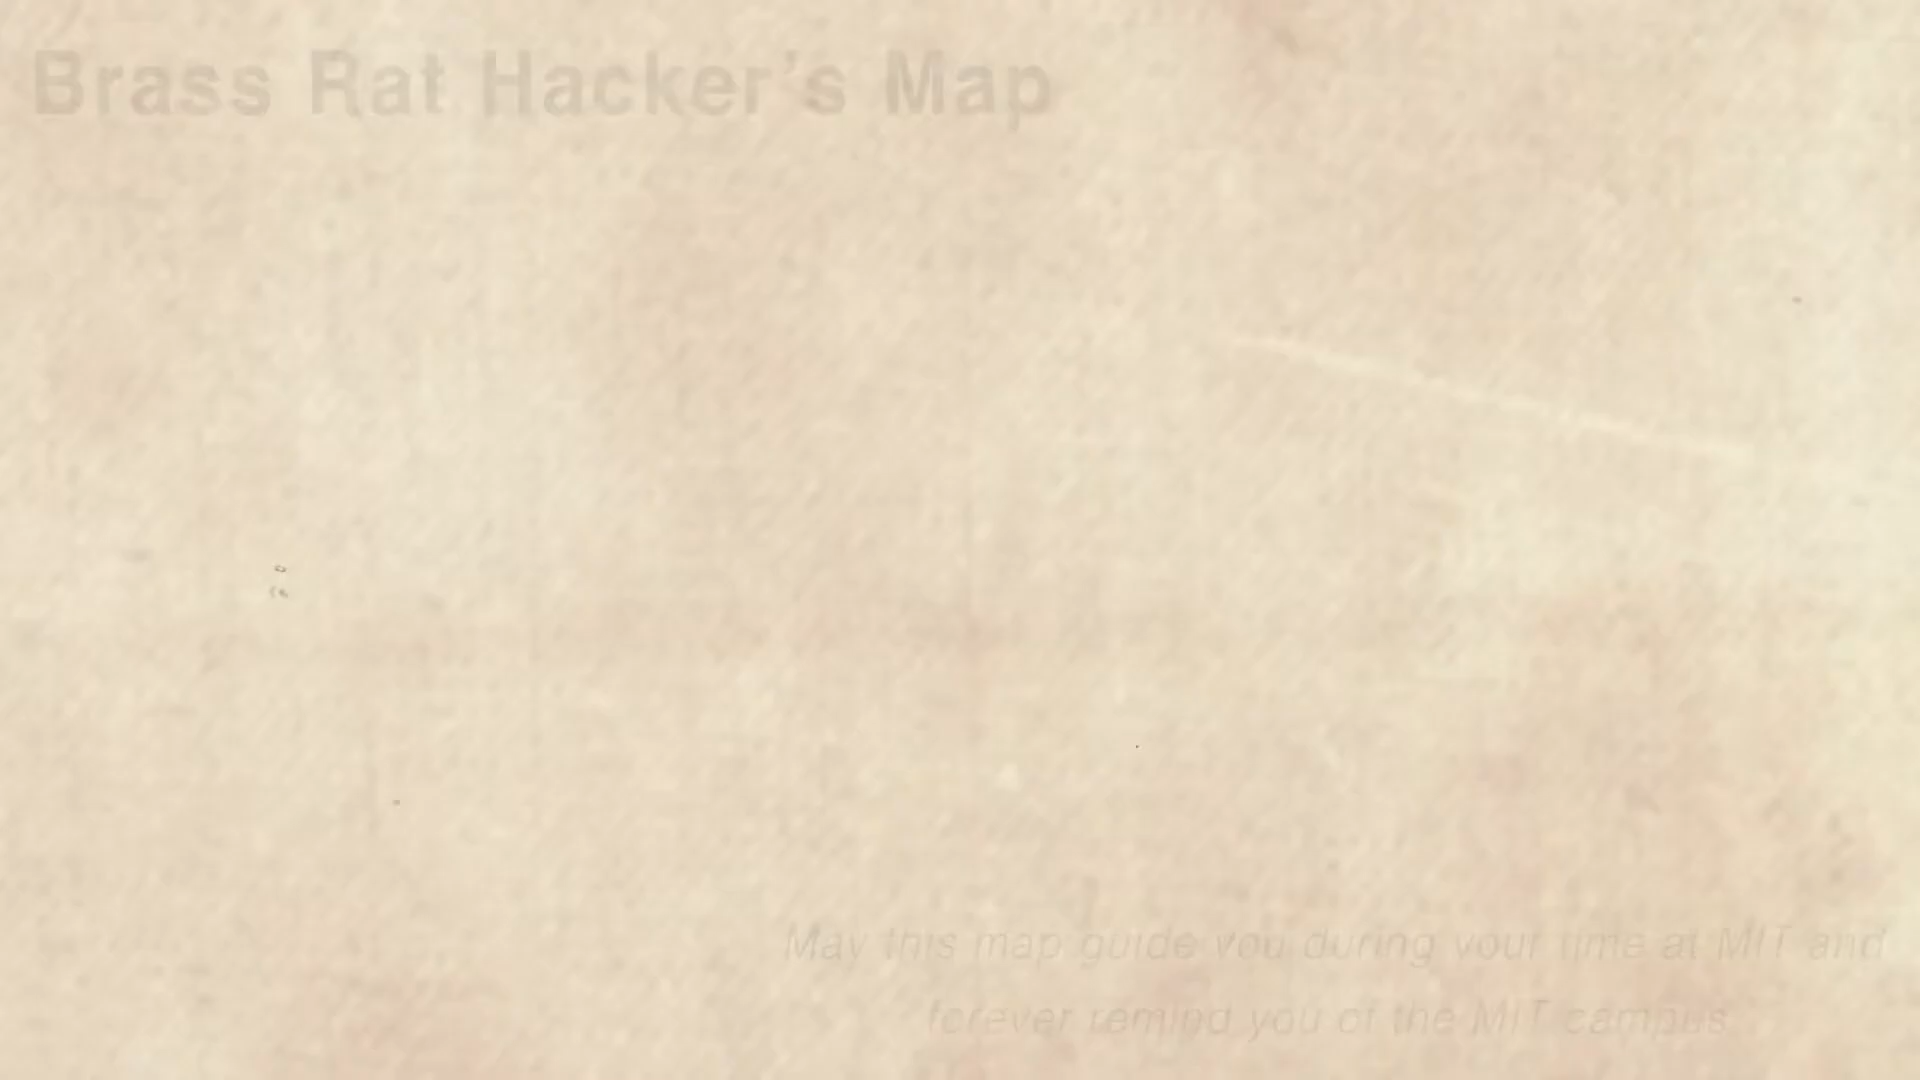 Brass Rat Hacker's Map
May this map guide you during your time at MIT and
forever remind you of the MIT campus